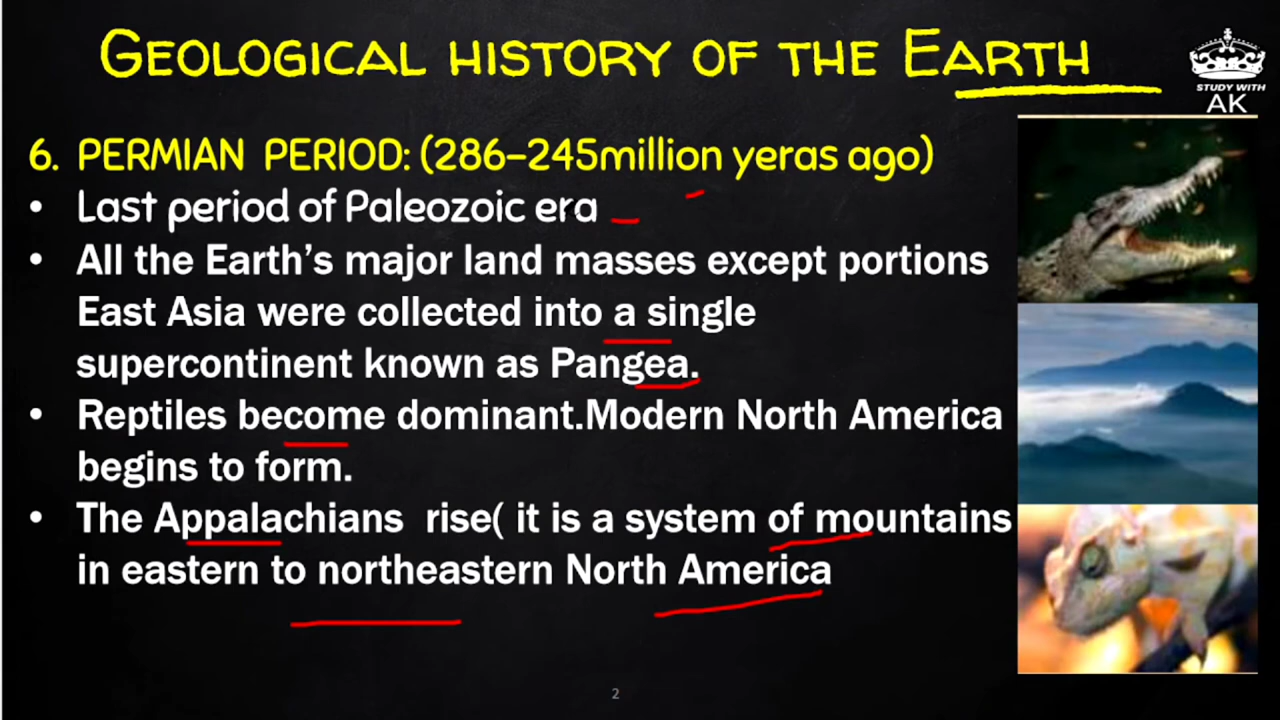 GEOLOGICAL HISTORY OF THE EARTH
STUDY WITH
AK
6. PERMIAN PERIOD: (286–245million yeras ago)
• Last period of Paleozoic era
• All the Earth's major land masses except portions
East Asia were collected into a single
supercontinent known as Pangea.
• Reptiles become dominant.Modern North America
begins to form.
• The Appalachians rise( it is a system of mountains
in eastern to northeastern North America
2